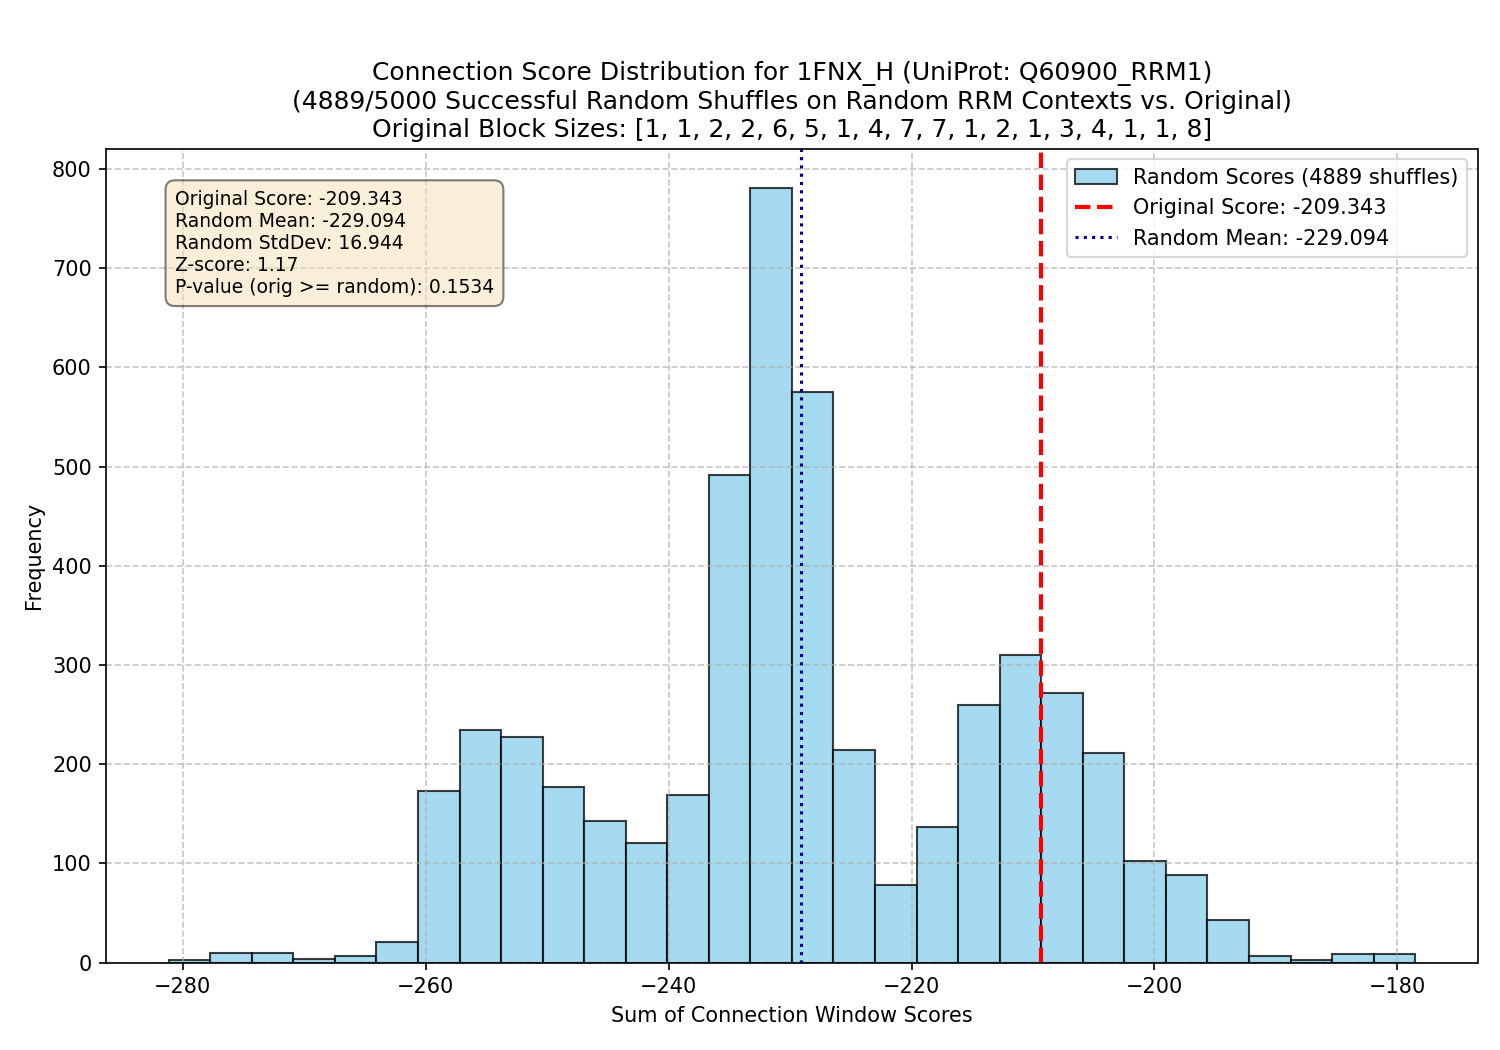 Connection Score Distribution for 1FNX_H (UniProt: Q60900_RRM1)
(4889/5000 Successful Random Shuffles on Random RRM Contexts vs. Original)
Original Block Sizes: [1, 1, 2, 2, 6, 5, 1, 4, 7, 7, 1, 2, 1, 3, 4, 1, 1, 8]
Original Score: -209.343
Random Mean: -229.094
Random StdDev: 16.944
Z-score: 1.17
P-value (orig >= random): 0.1534
Random Scores (4889 shuffles)
Original Score: -209.343
Random Mean: -229.094
Frequency
800
700
600
500
400
300
200
100
0
−280
−260
−240
−220
−200
−180
Sum of Connection Window Scores